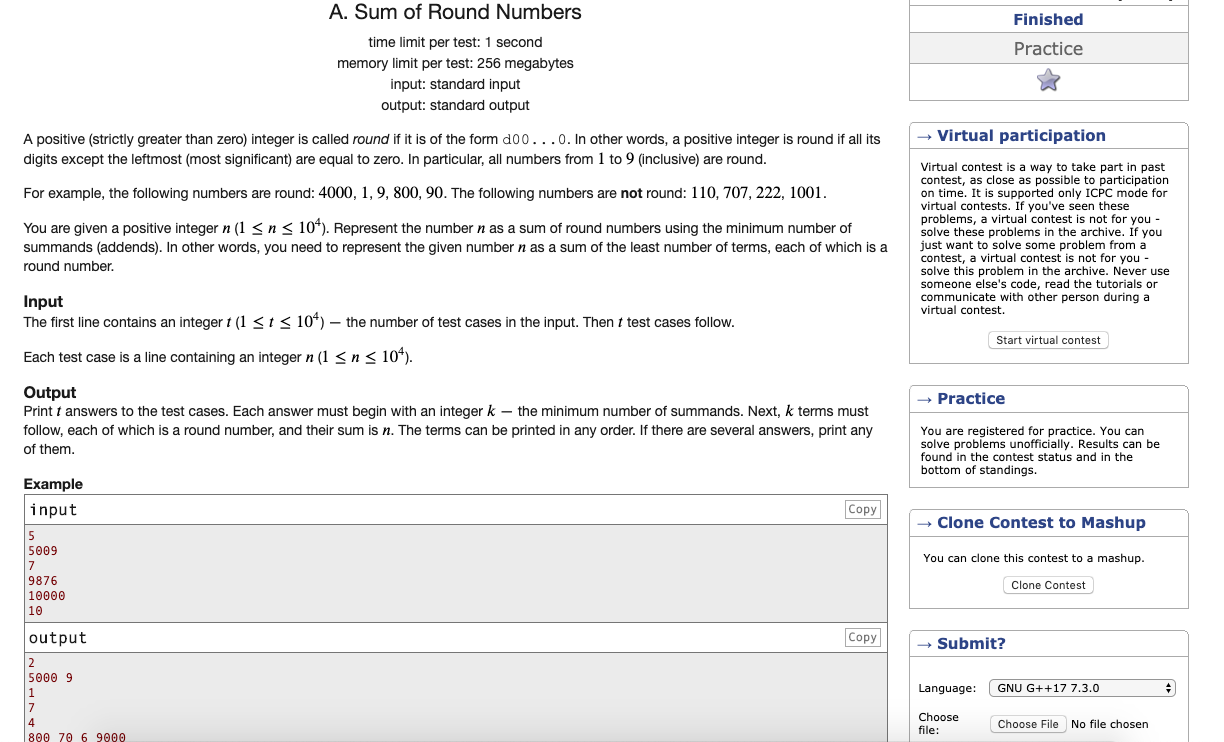 A. Sum of Round Numbers
time limit per test: 1 second
memory limit per test: 256 megabytes
input: standard input
output: standard output
A positive (strictly greater than zero) integer is called round if it is of the form d00...0. In other words, a positive integer is round if all its
digits except the leftmost (most significant) are equal to zero. In particular, all numbers from 1 to 9 (inclusive) are round.
For example, the following numbers are round: 4000, 1, 9, 800, 90. The following numbers are not round: 110, 707, 222, 1001.
You are given a positive integer n (1 ≤ n ≤ 10⁴). Represent the number n as a sum of round numbers using the minimum number of
summands (addends). In other words, you need to represent the given number n as a sum of the least number of terms, each of which is a
round number.
Input
The first line contains an integer t (1 ≤ t ≤ 10⁴) — the number of test cases in the input. Then t test cases follow.
Each test case is a line containing an integer n (1 ≤ n ≤ 10⁴).
Output
Print t answers to the test cases. Each answer must begin with an integer k — the minimum number of summands. Next, k terms must
follow, each of which is a round number, and their sum is n. The terms can be printed in any order. If there are several answers, print any
of them.
Example
input
Copy
5
5009
7
9876
10000
10
output
Copy
2
5000 9
1
7
4
800 70 6 9000
Finished
Practice
→ Virtual participation
Virtual contest is a way to take part in past
contest, as close as possible to participation
on time. It is supported only ICPC mode for
virtual contests. If you've seen these
problems, a virtual contest is not for you -
solve these problems in the archive. If you
just want to solve some problem from a
contest, a virtual contest is not for you -
solve this problem in the archive. Never use
someone else's code, read the tutorials or
communicate with other person during a
virtual contest.
Start virtual contest
→ Practice
You are registered for practice. You can
solve problems unofficially. Results can be
found in the contest status and in the
bottom of standings.
→ Clone Contest to Mashup
You can clone this contest to a mashup.
Clone Contest
→ Submit?
Language: GNU G++17 7.3.0
Choose
file:
Choose File No file chosen